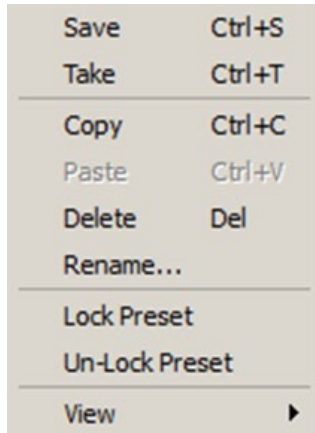 Save Ctrl+S
Take Ctrl+T
Copy Ctrl+C
Paste Ctrl+V
Delete Del
Rename...
Lock Preset
Un-Lock Preset
View